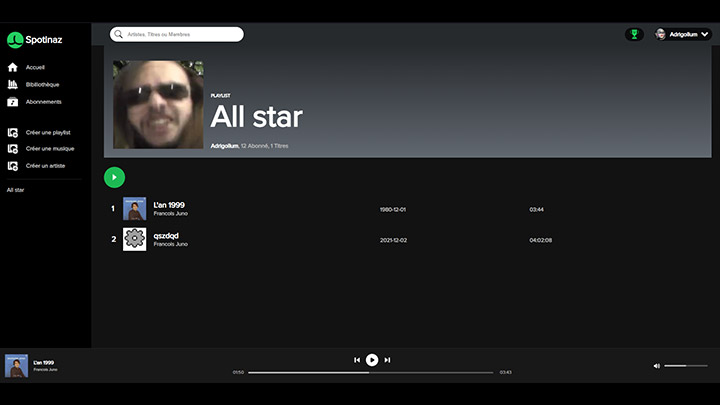 Spotinaz
Artistes, Titres ou Membres
Adrigollum
Accueil
Bibliothèque
Abonnements
Créer une playlist
Créer une musique
Créer un artiste
All star
PLAYLIST
All star
Adrigollum, 12 Abonné, 1 Titres
1 L'an 1999 1980-12-01 03:44
Francois Juno
2 qszdqd 2021-12-02 04:02:08
Francois Juno
L'an 1999
Francois Juno
01:50 03:43